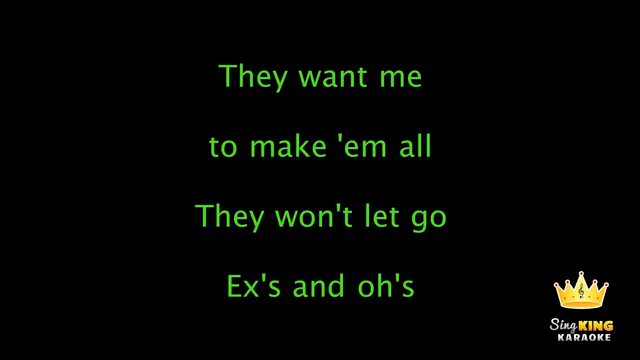 They want me
to make 'em all
They won't let go
Ex's and oh's
Sing KING
KARAOKE